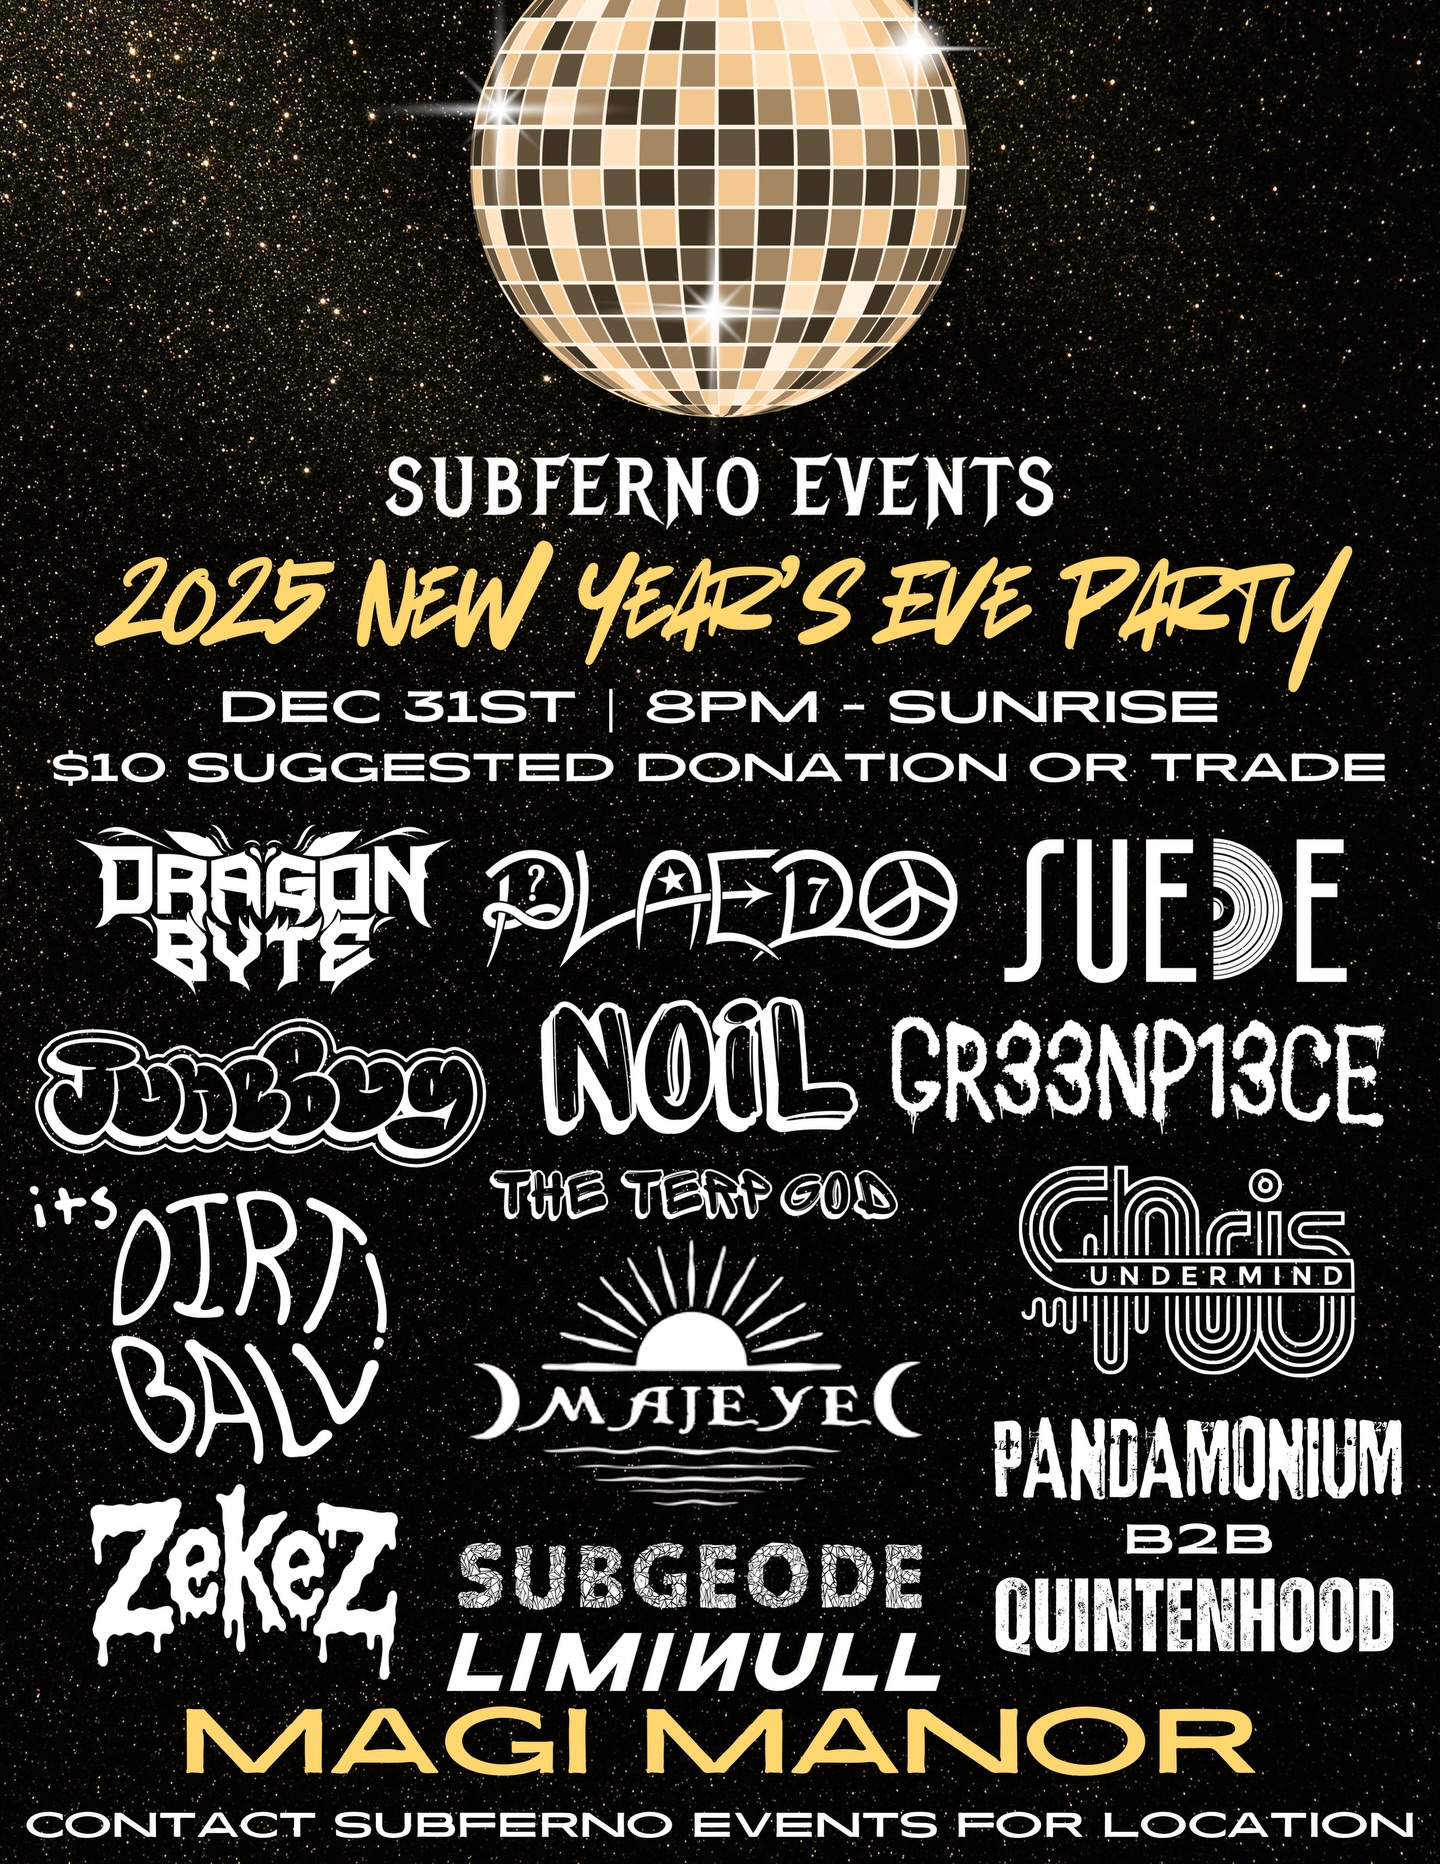 SUBFERNO EVENTS
2025 NEW YEAR'S EVE PARTY
DEC 31ST | 8PM - SUNRISE
$10 SUGGESTED DONATION OR TRADE
DRAGON
BYTE
PLAEDO
SUEDE
JuneBug
NOiL
GR33NP13CE
THE TERP GOD
its
DIRT
BALL
Chris
UNDERMIND
MAJEYE
PANDAMONIUM
B2B
QUINTENHOOD
ZekeZ
SUBGEODE
LIMINULL
MAGI MANOR
CONTACT SUBFERNO EVENTS FOR LOCATION